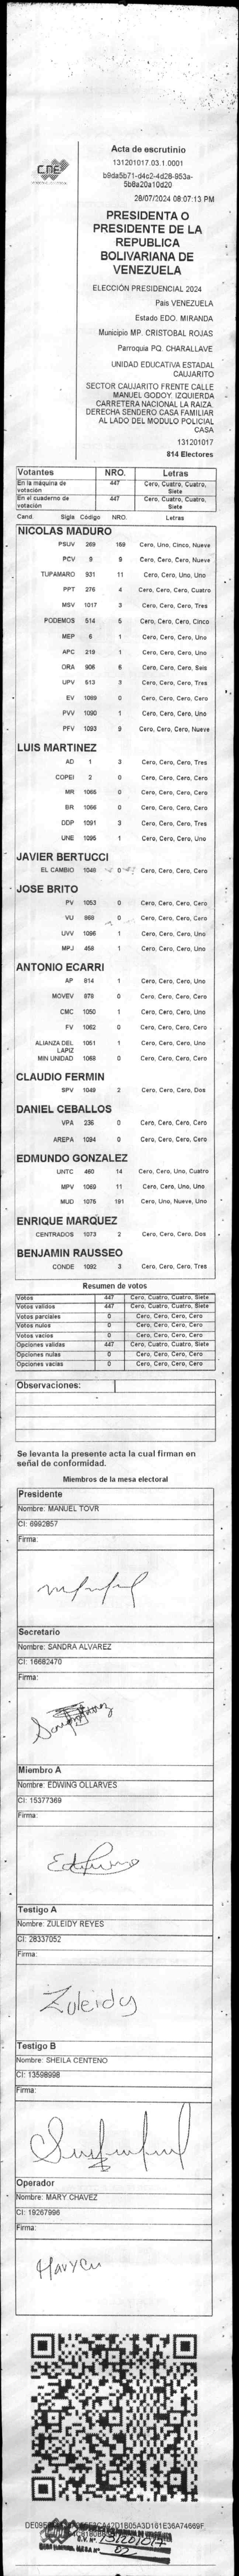 CNE
Acta de escrutinio
131201017.03.1.0001
b9da5b71-d4c2-4d28-953a-
5b8a20a10d20
28/07/2024 08:07:13 PM
PRESIDENTA O
PRESIDENTE DE LA
REPUBLICA
BOLIVARIANA DE
VENEZUELA
ELECCIÓN PRESIDENCIAL 2024
Pais VENEZUELA
Estado EDO. MIRANDA
Municipio MP. CRISTOBAL ROJAS
Parroquia PQ. CHARALLAVE
UNIDAD EDUCATIVA ESTADAL
CAUJARITO
SECTOR CAUJARITO FRENTE CALLE
MANUEL GODOY. IZQUIERDA
CARRETERA NACIONAL LA RAIZA.
DERECHA SENDERO CASA FAMILIAR
AL LADO DEL MODULO POLICIAL
CASA
131201017
814 Electores
Votantes NRO. Letras
En la máquina de votación 447 Cero, Cuatro, Cuatro, Siete
En el cuaderno de votación 447 Cero, Cuatro, Cuatro, Siete
Cand. Sigla Código NRO. Letras
NICOLAS MADURO
PSUV 269 169 Cero, Uno, Cinco, Nueve
PCV 9 9 Cero, Cero, Cero, Nueve
TUPAMARO 931 11 Cero, Cero, Uno, Uno
PPT 276 4 Cero, Cero, Cero, Cuatro
MSV 1017 3 Cero, Cero, Cero, Tres
PODEMOS 514 5 Cero, Cero, Cero, Cinco
MEP 6 1 Cero, Cero, Cero, Uno
APC 219 1 Cero, Cero, Cero, Uno
ORA 906 6 Cero, Cero, Cero, Seis
UPV 513 3 Cero, Cero, Cero, Tres
EV 1089 0 Cero, Cero, Cero, Cero
PVV 1090 1 Cero, Cero, Cero, Uno
PFV 1093 9 Cero, Cero, Cero, Nueve
LUIS MARTINEZ
AD 1 3 Cero, Cero, Cero, Tres
COPEI 2 0 Cero, Cero, Cero, Cero
MR 1065 0 Cero, Cero, Cero, Cero
BR 1066 0 Cero, Cero, Cero, Cero
DDP 1091 3 Cero, Cero, Cero, Tres
UNE 1095 1 Cero, Cero, Cero, Uno
JAVIER BERTUCCI
EL CAMBIO 1048 0 Cero, Cero, Cero, Cero
JOSE BRITO
PV 1053 0 Cero, Cero, Cero, Cero
VU 969 0 Cero, Cero, Cero, Cero
UVV 1096 1 Cero, Cero, Cero, Uno
MPJ 458 1 Cero, Cero, Cero, Uno
ANTONIO ECARRI
AP 814 1 Cero, Cero, Cero, Uno
MOVEV 878 0 Cero, Cero, Cero, Cero
CMC 1050 1 Cero, Cero, Cero, Uno
FV 1062 0 Cero, Cero, Cero, Cero
ALIANZA DEL LAPIZ 1051 1 Cero, Cero, Cero, Uno
MIN UNIDAD 1068 0 Cero, Cero, Cero, Cero
CLAUDIO FERMIN
SPV 1049 2 Cero, Cero, Cero, Dos
DANIEL CEBALLOS
VPA 236 0 Cero, Cero, Cero, Cero
AREPA 1094 0 Cero, Cero, Cero, Cero
EDMUNDO GONZALEZ
UNTC 460 14 Cero, Cero, Uno, Cuatro
MPV 1069 11 Cero, Cero, Uno, Uno
MUD 1075 191 Cero, Uno, Nueve, Uno
ENRIQUE MARQUEZ
CENTRADOS 1073 2 Cero, Cero, Cero, Dos
BENJAMIN RAUSSEO
CONDE 1092 3 Cero, Cero, Cero, Tres
Resumen de votos
Votos 447 Cero, Cuatro, Cuatro, Siete
Votos validos 447 Cero, Cuatro, Cuatro, Siete
Votos parciales 0 Cero, Cero, Cero, Cero
Votos nulos 0 Cero, Cero, Cero, Cero
Votos vacios 0 Cero, Cero, Cero, Cero
Opciones validas 447 Cero, Cuatro, Cuatro, Siete
Opciones nulas 0 Cero, Cero, Cero, Cero
Opciones vacias 0 Cero, Cero, Cero, Cero
Observaciones:
Se levanta la presente acta la cual firman en
señal de conformidad.
Miembros de la mesa electoral
Presidente
Nombre: MANUEL TOVR
CI: 6992857
Firma:
Secretario
Nombre: SANDRA ALVAREZ
CI: 16682470
Firma:
Miembro A
Nombre: EDWING OLLARVES
CI: 15377369
Firma:
Testigo A
Nombre: ZULEIDY REYES
CI: 28337052
Firma:
Zuleidy
Testigo B
Nombre: SHEILA CENTENO
CI: 13598998
Firma:
Operador
Nombre: MARY CHAVEZ
CI: 19267996
Firma:
131201017
02